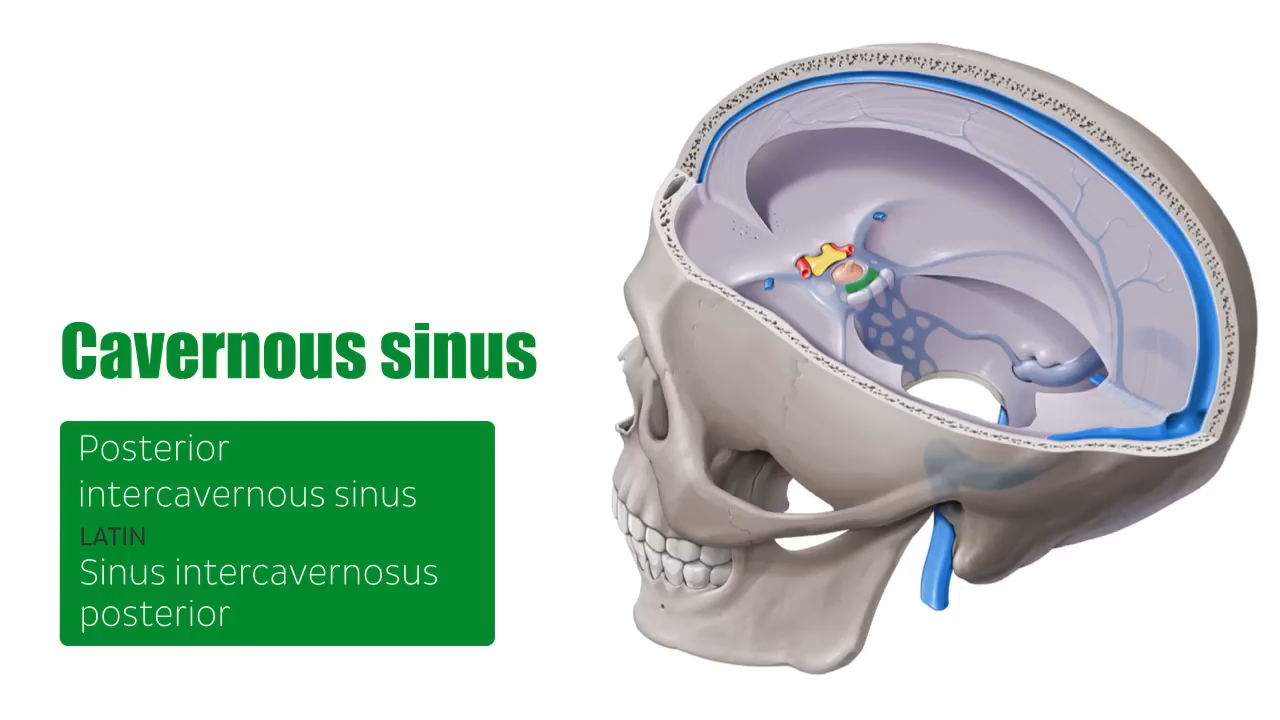 Cavernous sinus
Posterior
intercavernous sinus
LATIN
Sinus intercavernosus
posterior